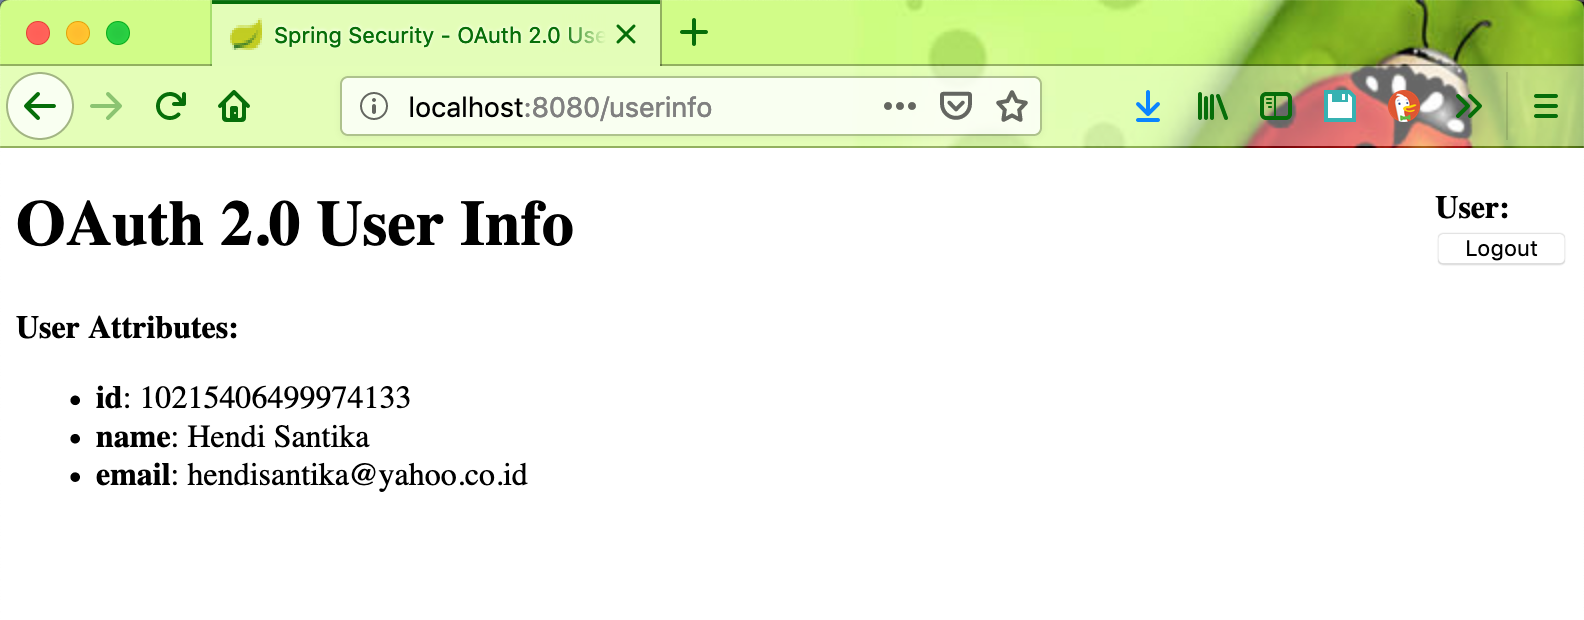 Spring Security - OAuth 2.0 Use
localhost:8080/userinfo
OAuth 2.0 User Info
User:
Logout
User Attributes:
id: 10215406499974133
name: Hendi Santika
email: hendisantika@yahoo.co.id